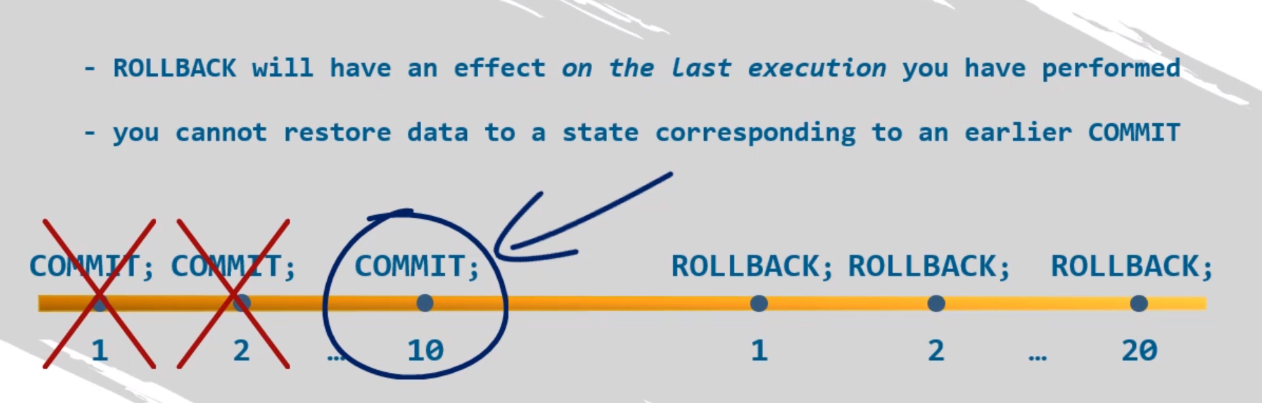 - ROLLBACK will have an effect on the last execution you have performed
- you cannot restore data to a state corresponding to an earlier COMMIT
COMMIT; COMMIT; COMMIT; ROLLBACK; ROLLBACK; ROLLBACK;
1 2 … 10 1 2 … 20